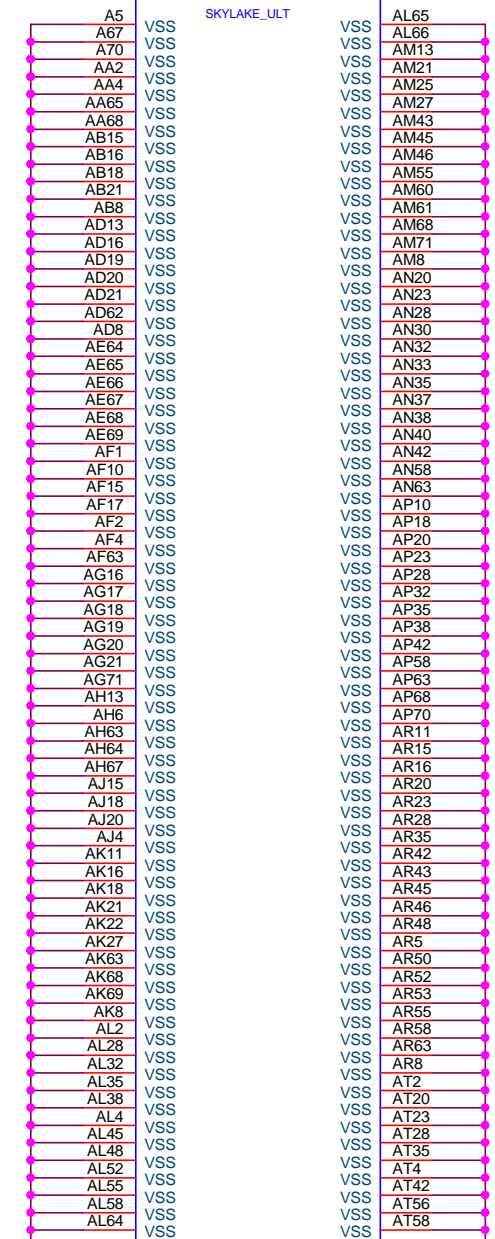 SKYLAKE_ULT
A5 VSS VSS AL65
A67 VSS VSS AL66
A70 VSS VSS AM13
AA2 VSS VSS AM21
AA4 VSS VSS AM25
AA65 VSS VSS AM27
AA68 VSS VSS AM43
AB15 VSS VSS AM45
AB16 VSS VSS AM46
AB18 VSS VSS AM55
AB21 VSS VSS AM60
AB8 VSS VSS AM61
AD13 VSS VSS AM68
AD16 VSS VSS AM71
AD19 VSS VSS AM8
AD20 VSS VSS AN20
AD21 VSS VSS AN23
AD62 VSS VSS AN28
AD8 VSS VSS AN30
AE64 VSS VSS AN32
AE65 VSS VSS AN33
AE66 VSS VSS AN35
AE67 VSS VSS AN37
AE68 VSS VSS AN38
AE69 VSS VSS AN40
AF1 VSS VSS AN42
AF10 VSS VSS AN58
AF15 VSS VSS AN63
AF17 VSS VSS AP10
AF2 VSS VSS AP18
AF4 VSS VSS AP20
AF63 VSS VSS AP23
AG16 VSS VSS AP28
AG17 VSS VSS AP32
AG18 VSS VSS AP35
AG19 VSS VSS AP38
AG20 VSS VSS AP42
AG21 VSS VSS AP58
AG71 VSS VSS AP63
AH13 VSS VSS AP68
AH6 VSS VSS AP70
AH63 VSS VSS AR11
AH64 VSS VSS AR15
AH67 VSS VSS AR16
AJ15 VSS VSS AR20
AJ18 VSS VSS AR23
AJ20 VSS VSS AR28
AJ4 VSS VSS AR35
AK11 VSS VSS AR42
AK16 VSS VSS AR43
AK18 VSS VSS AR45
AK21 VSS VSS AR46
AK22 VSS VSS AR48
AK27 VSS VSS AR5
AK63 VSS VSS AR50
AK68 VSS VSS AR52
AK69 VSS VSS AR53
AK8 VSS VSS AR55
AL2 VSS VSS AR58
AL28 VSS VSS AR63
AL32 VSS VSS AR8
AL35 VSS VSS AT2
AL38 VSS VSS AT20
AL4 VSS VSS AT23
AL45 VSS VSS AT28
AL48 VSS VSS AT35
AL52 VSS VSS AT4
AL55 VSS VSS AT42
AL58 VSS VSS AT56
AL64 VSS VSS AT58